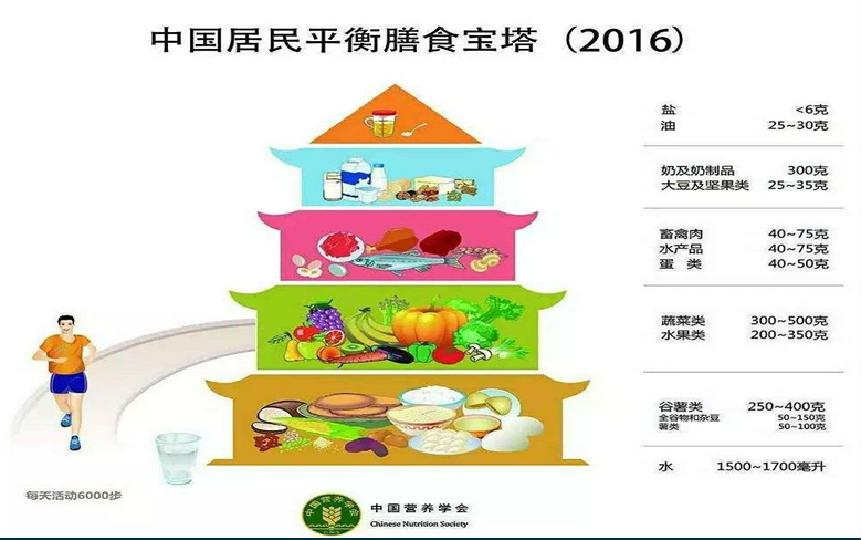 中国居民平衡膳食宝塔（2016）
盐 <6克
油 25~30克
奶及奶制品 300克
大豆及坚果类 25~35克
畜禽肉 40~75克
水产品 40~75克
蛋 类 40~50克
蔬菜类 300~500克
水果类 200~350克
谷薯类 250~400克
全谷物和杂豆 50~150克
薯类 50~100克
水 1500~1700毫升
每天活动6000步
中国营养学会
中国营养学会
Chinese Nutrition Society